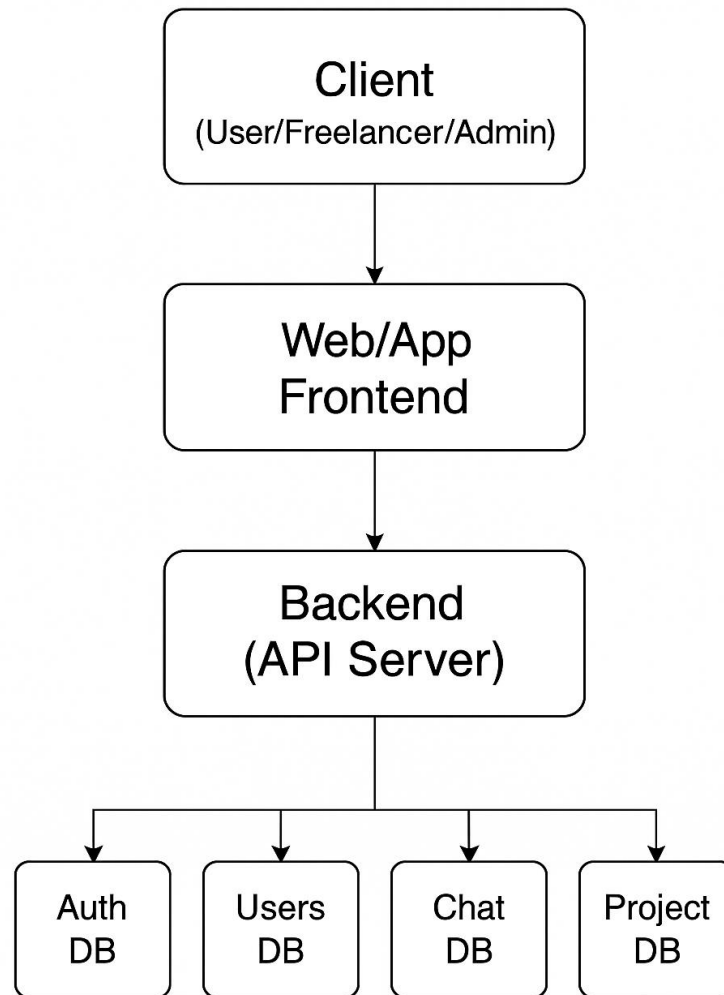 Client
(User/Freelancer/Admin)
Web/App
Frontend
Backend
(API Server)
Auth
DB
Users
DB
Chat
DB
Project
DB